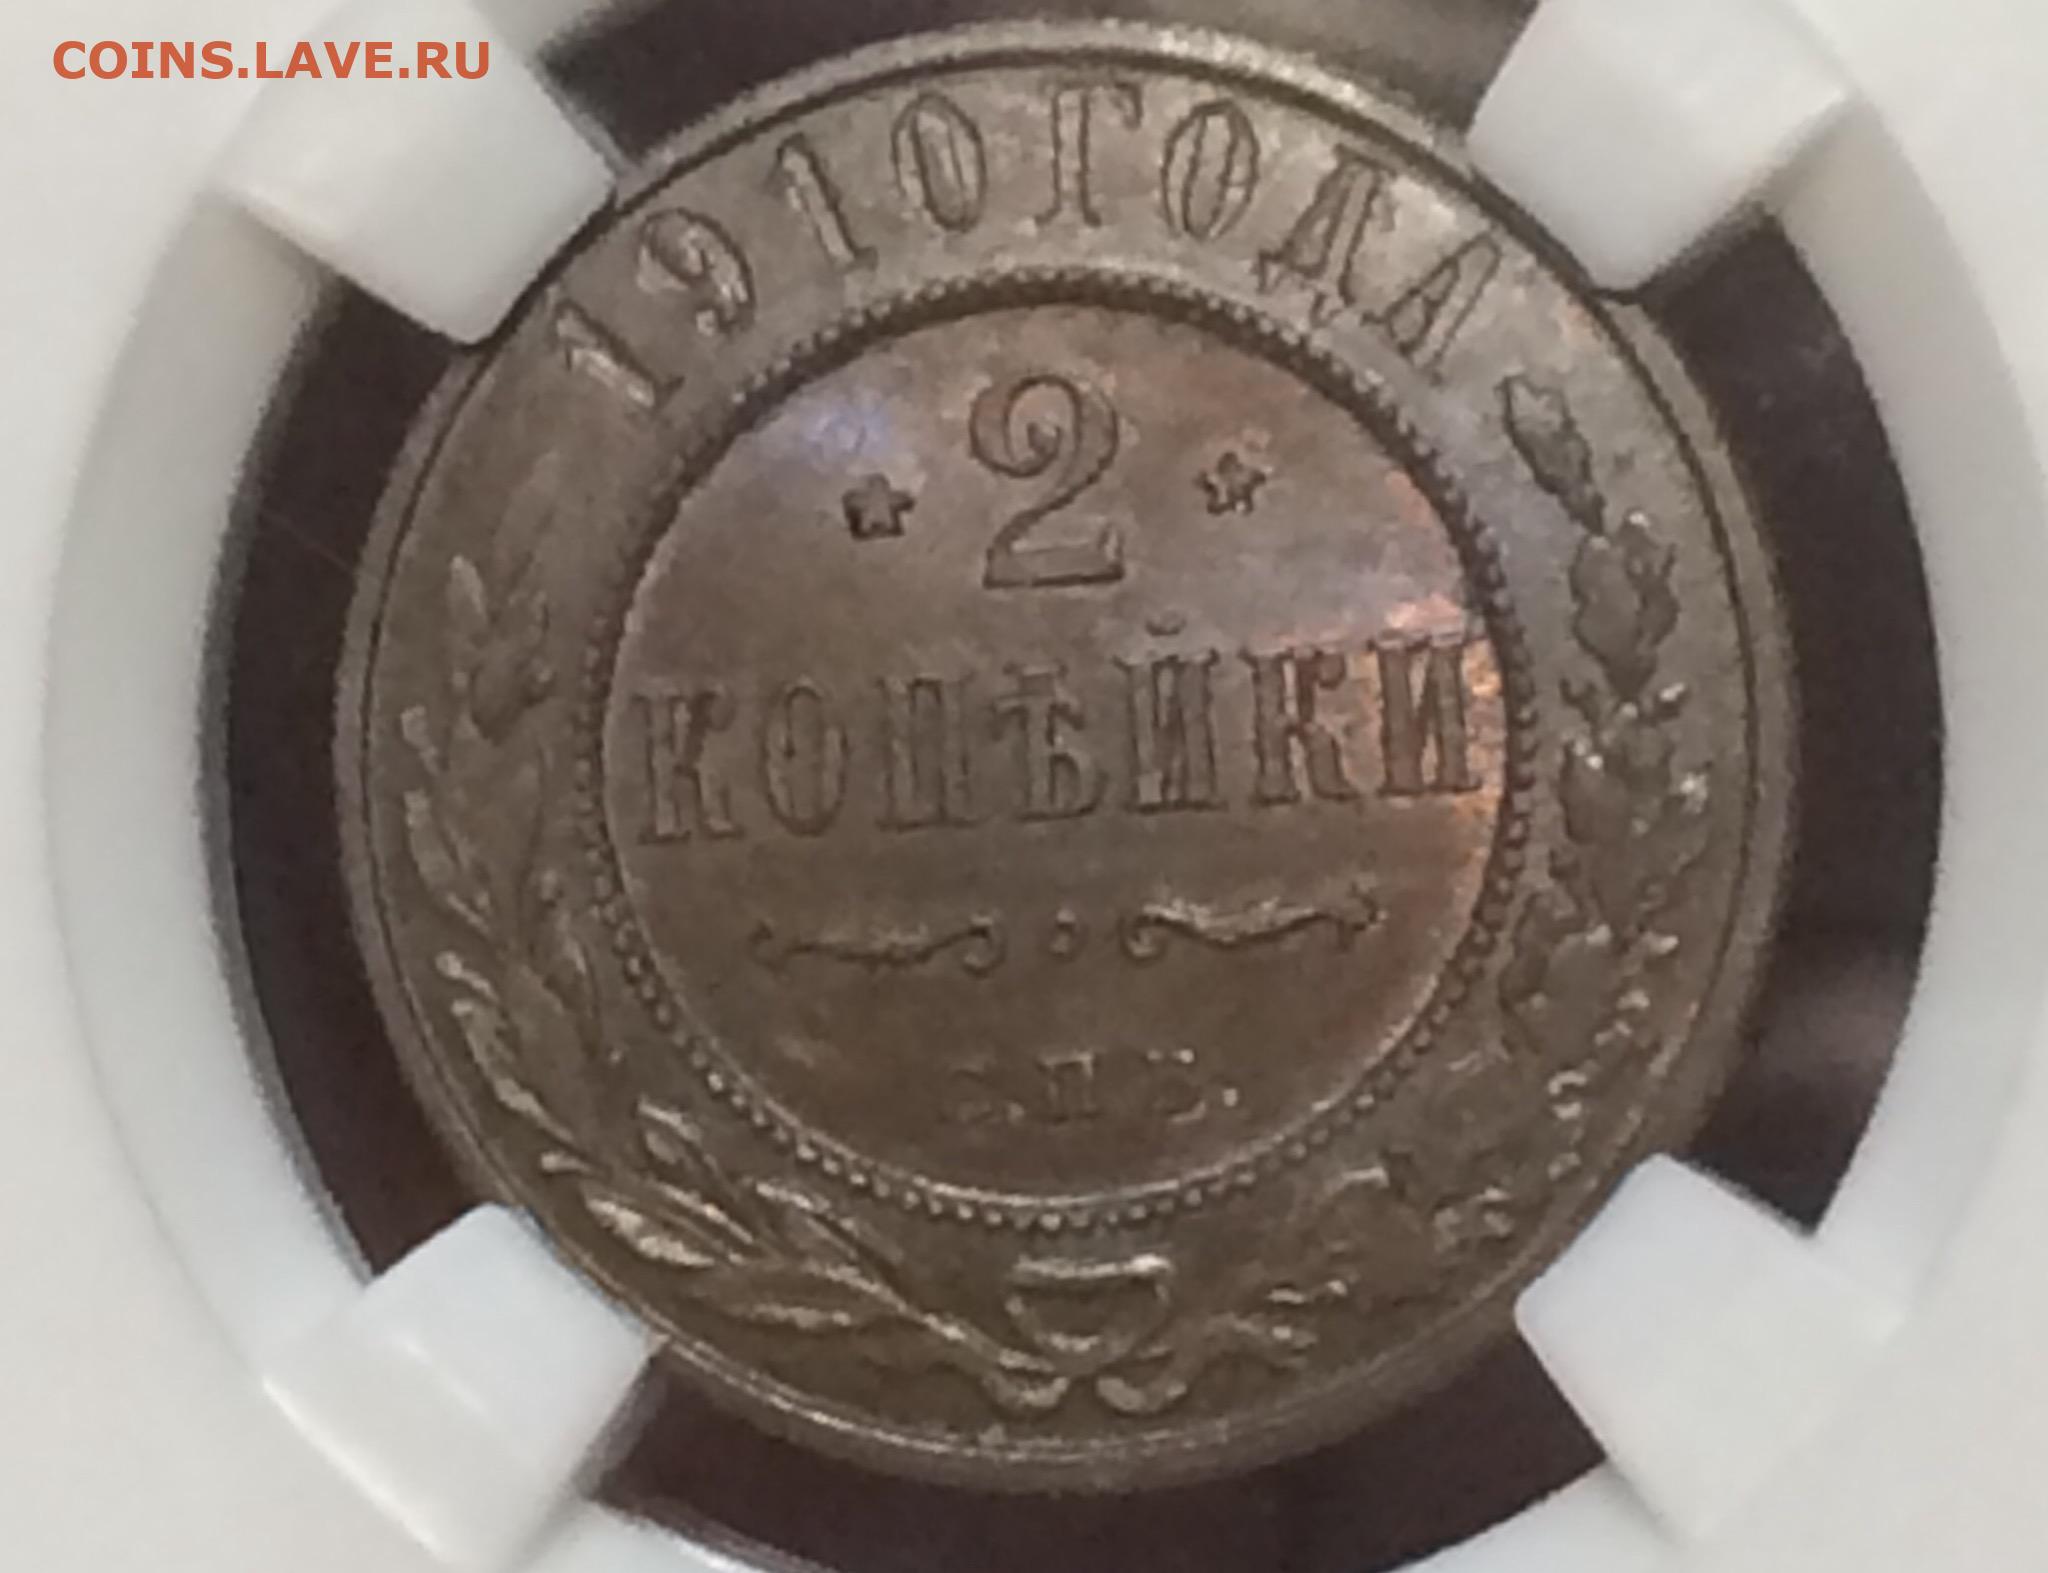 COINS.LAVE.RU
1910 ГОДА
* 2 *
КОПѢЙКИ
С.П.Б.